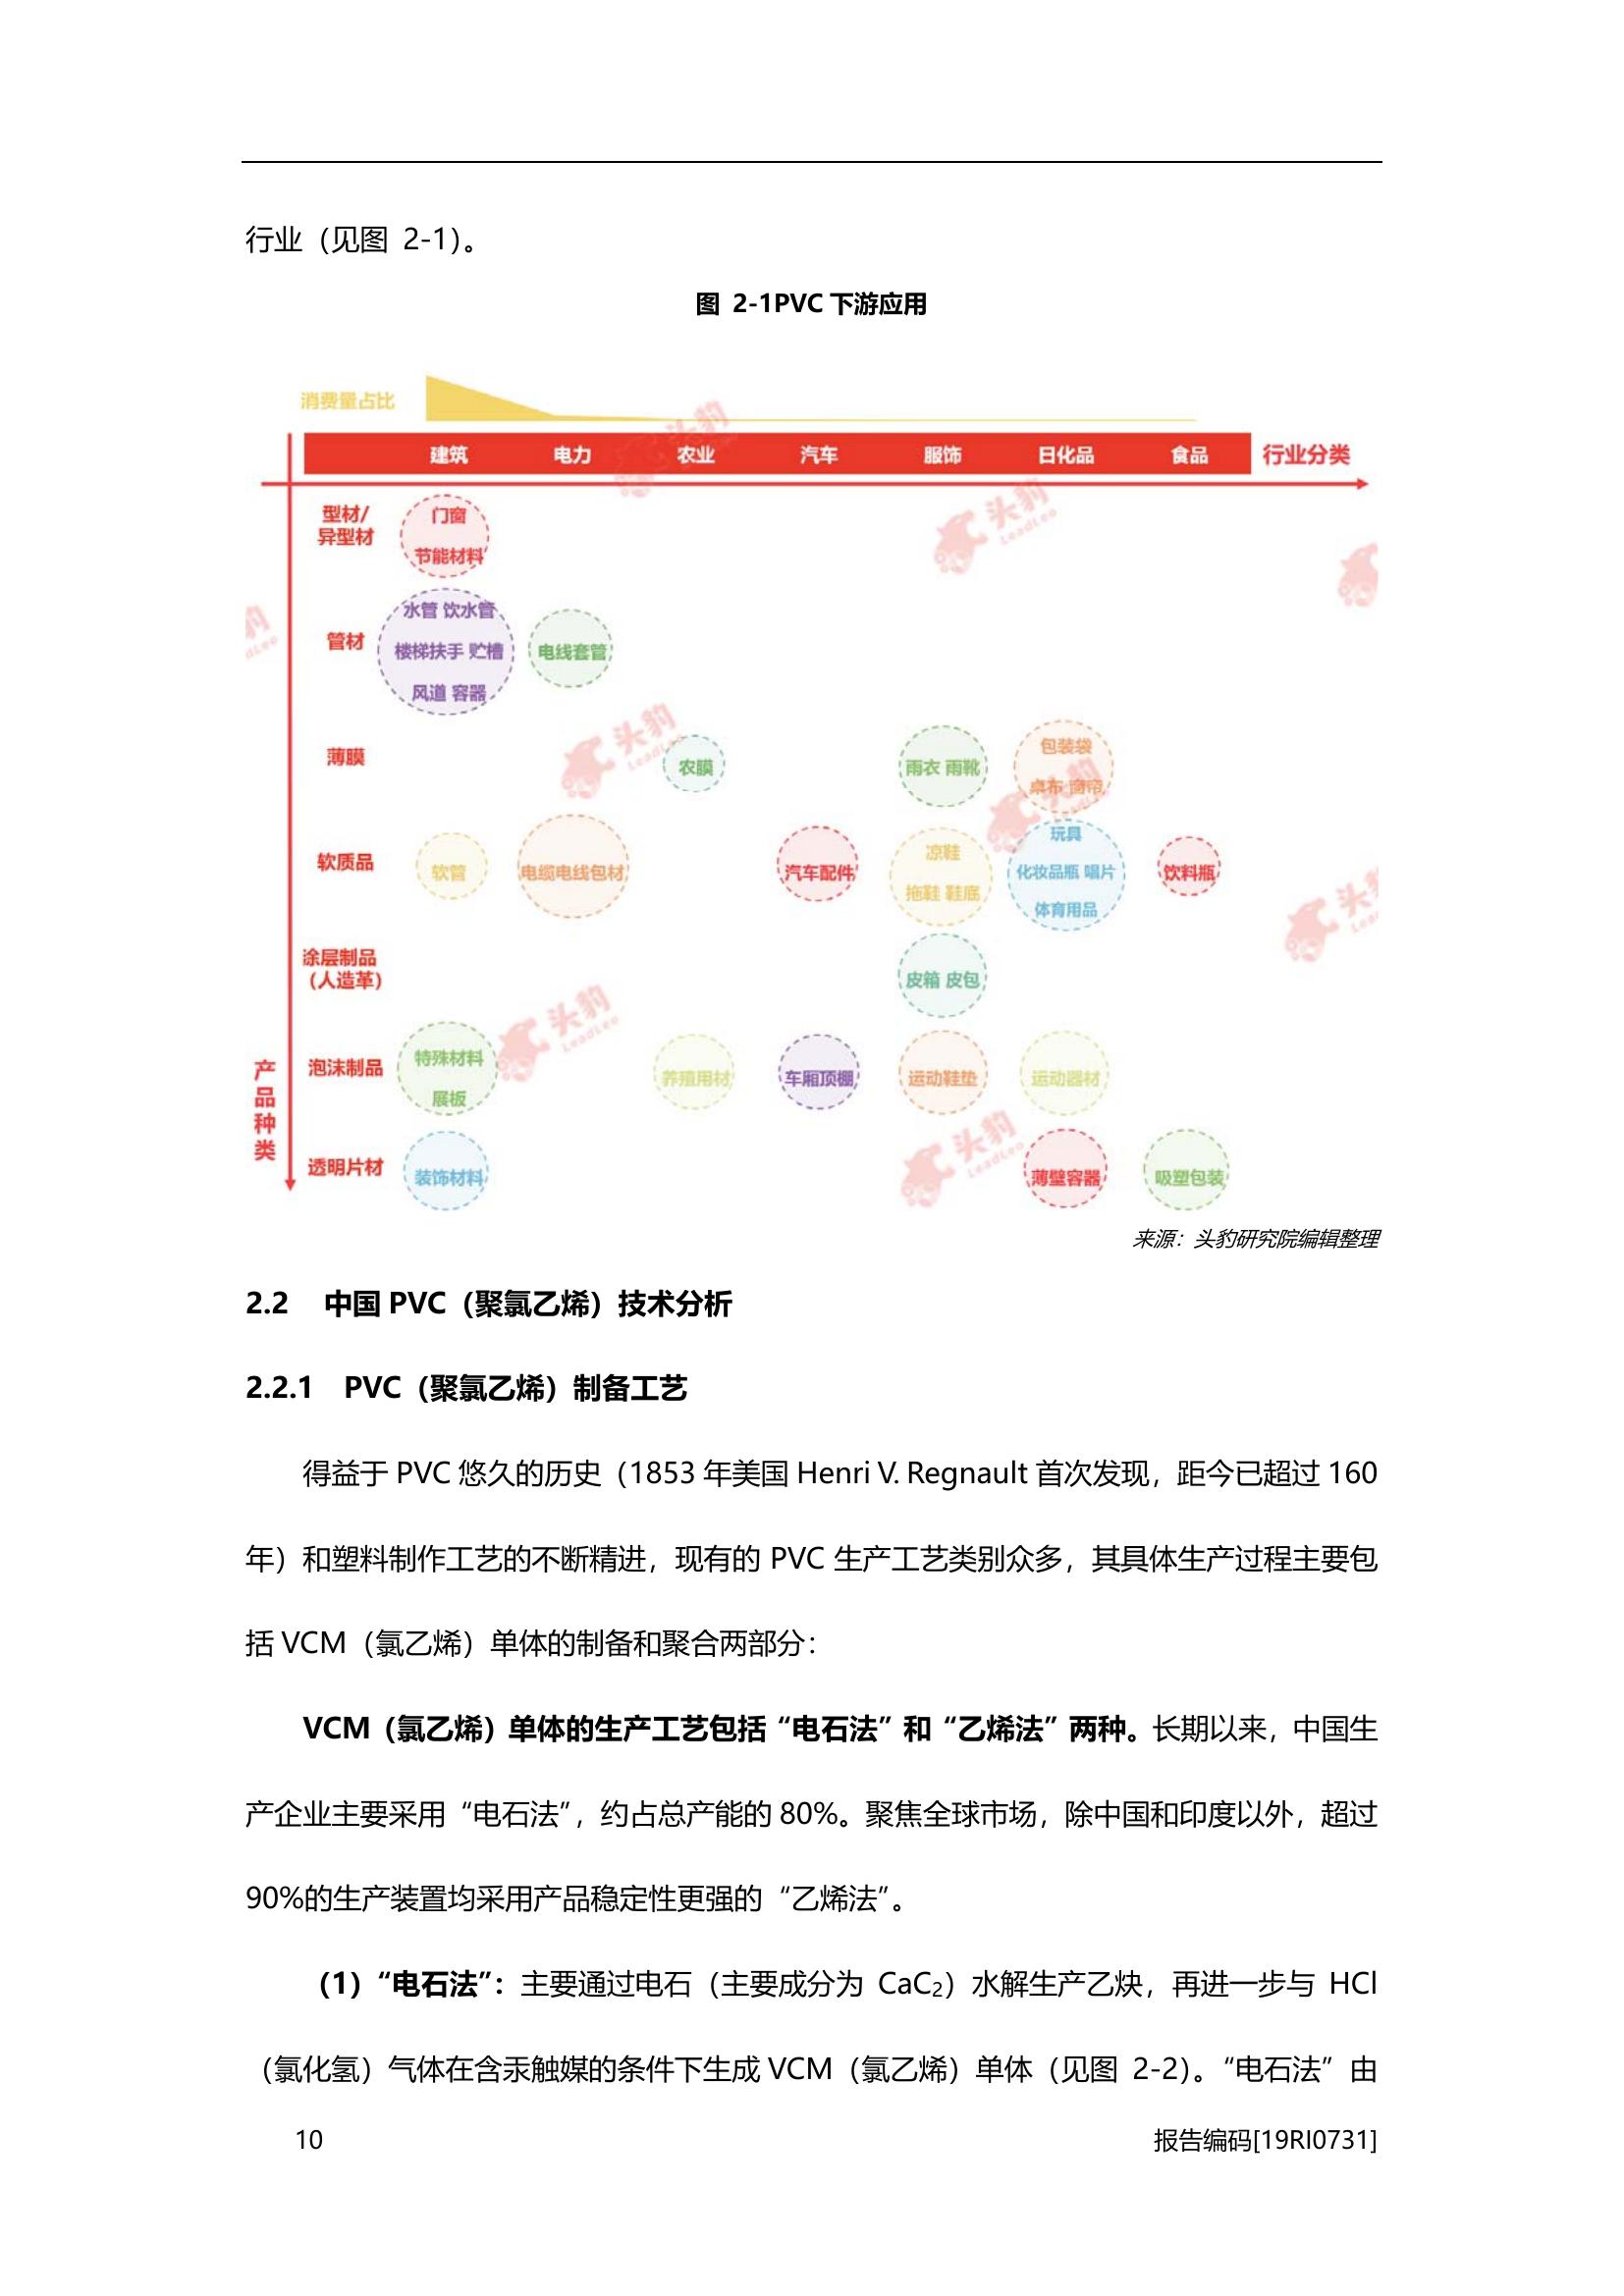 行业（见图 2-1）。
图 2-1PVC 下游应用
消费量占比
建筑 电力 农业 汽车 服饰 日化品 食品 行业分类
型材/
异型材
门窗
节能材料
管材
水管 饮水管
楼梯扶手 贮槽
风道 容器
电线套管
薄膜
农膜
雨衣 雨靴
包装袋
桌布 窗帘
软质品
软管
电缆电线包材
汽车配件
凉鞋
拖鞋 鞋底
玩具
化妆品瓶 唱片
体育用品
饮料瓶
涂层制品
（人造革）
皮箱 皮包
产品种类
泡沫制品
特殊材料
展板
养殖用材
车厢顶棚
运动鞋垫
运动器材
透明片材
装饰材料
薄壁容器
吸塑包装
头豹
LeadLeo
头豹
LeadLeo
头豹
LeadLeo
头豹
LeadLeo
头豹
LeadLeo
来源：头豹研究院编辑整理
2.2 中国 PVC（聚氯乙烯）技术分析
2.2.1 PVC（聚氯乙烯）制备工艺
得益于 PVC 悠久的历史（1853 年美国 Henri V. Regnault 首次发现，距今已超过 160
年）和塑料制作工艺的不断精进，现有的 PVC 生产工艺类别众多，其具体生产过程主要包
括 VCM（氯乙烯）单体的制备和聚合两部分：
VCM（氯乙烯）单体的生产工艺包括“电石法”和“乙烯法”两种。长期以来，中国生
产企业主要采用“电石法”，约占总产能的 80%。聚焦全球市场，除中国和印度以外，超过
90%的生产装置均采用产品稳定性更强的“乙烯法”。
（1）“电石法”：主要通过电石（主要成分为 CaC₂）水解生产乙炔，再进一步与 HCl
（氯化氢）气体在含汞触媒的条件下生成 VCM（氯乙烯）单体（见图 2-2）。“电石法”由
10 报告编码[19RI0731]